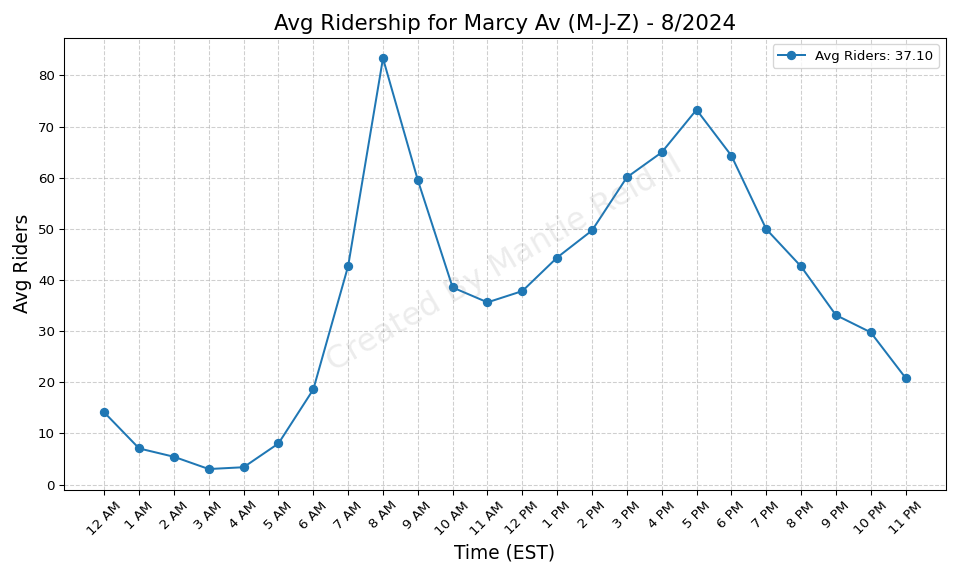 Avg Ridership for Marcy Av (M-J-Z) - 8/2024
Avg Riders: 37.10
Avg Riders
80
70
60
50
40
30
20
10
0
Created By Mantie Reid II
12 AM
1 AM
2 AM
3 AM
4 AM
5 AM
6 AM
7 AM
8 AM
9 AM
10 AM
11 AM
12 PM
1 PM
2 PM
3 PM
4 PM
5 PM
6 PM
7 PM
8 PM
9 PM
10 PM
11 PM
Time (EST)